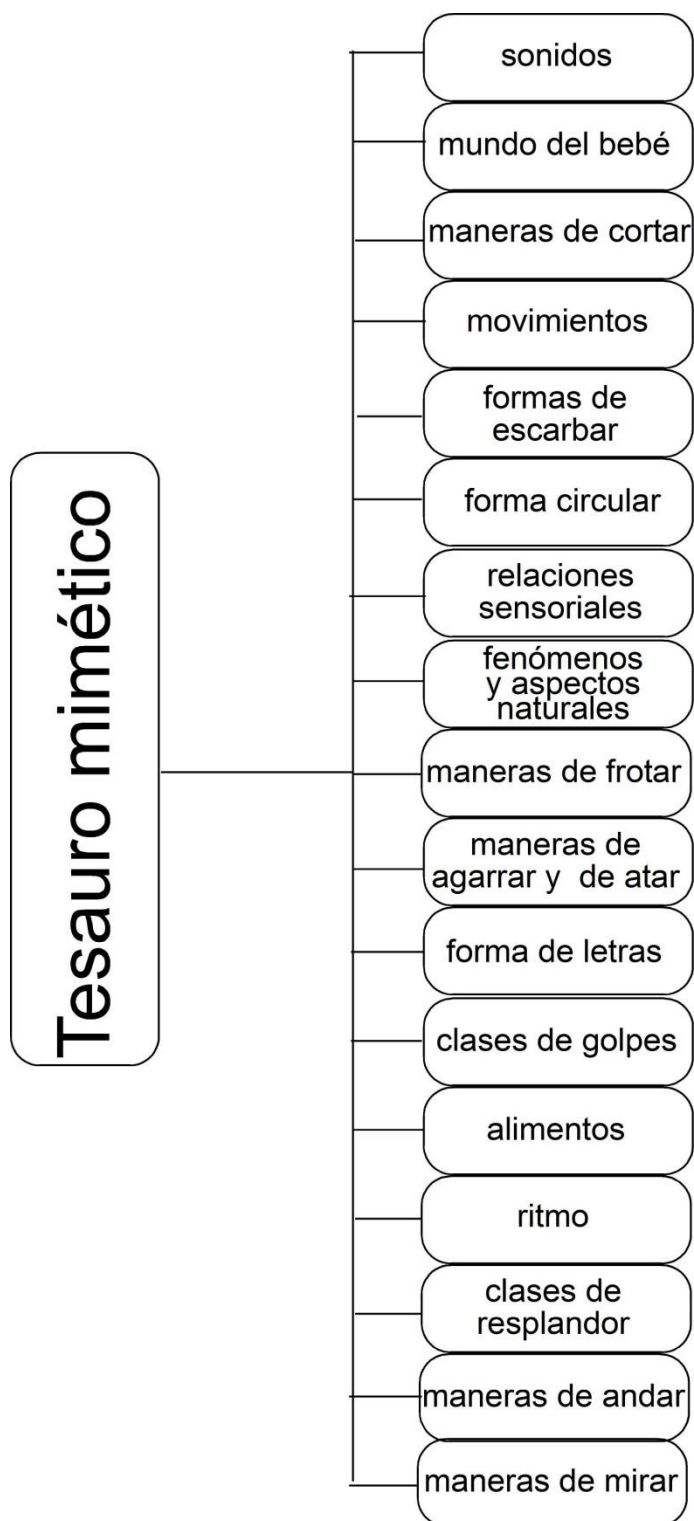 Tesauro mimético
sonidos
mundo del bebé
maneras de cortar
movimientos
formas de
escarbar
forma circular
relaciones
sensoriales
fenómenos
y aspectos
naturales
maneras de frotar
maneras de
agarrar y de atar
forma de letras
clases de golpes
alimentos
ritmo
clases de
resplandor
maneras de andar
maneras de mirar